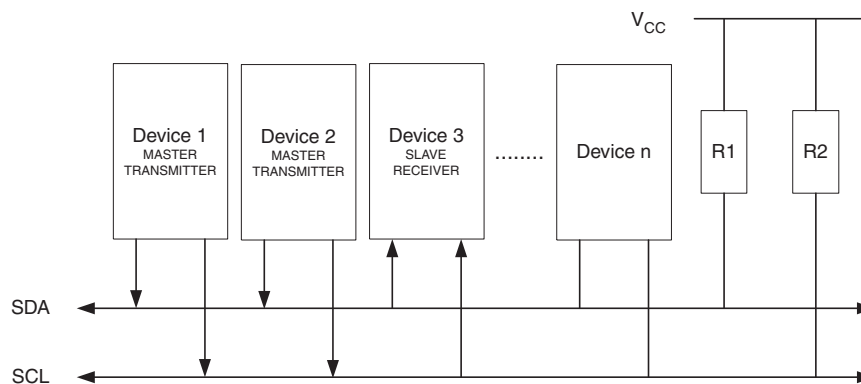 VCC
Device 1
MASTER
TRANSMITTER
Device 2
MASTER
TRANSMITTER
Device 3
SLAVE
RECEIVER
........
Device n
R1
R2
SDA
SCL